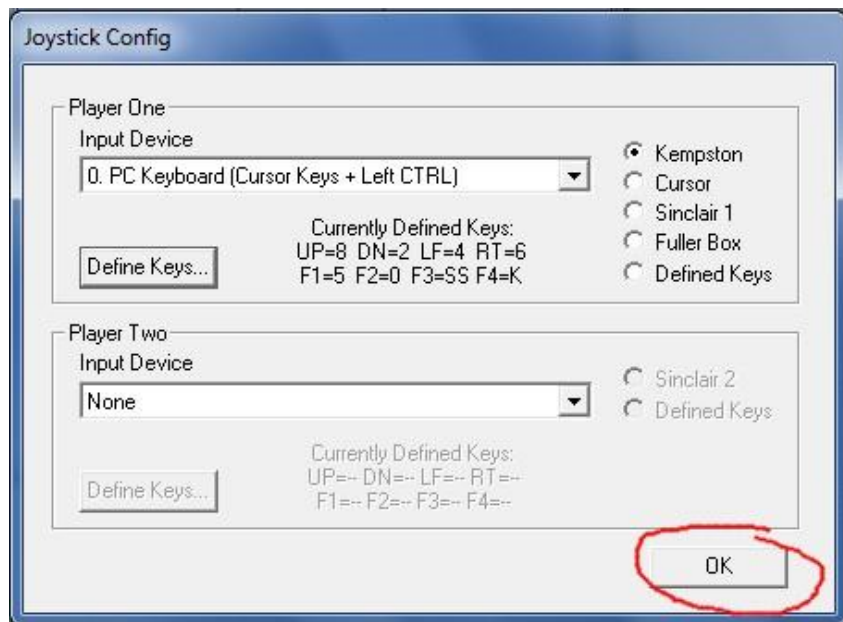 Joystick Config
Player One
Input Device
0. PC Keyboard (Cursor Keys + Left CTRL)
Kempston
Cursor
Sinclair 1
Fuller Box
Defined Keys
Currently Defined Keys:
UP=8 DN=2 LF=4 RT=6
F1=5 F2=0 F3=SS F4=K
Define Keys...
Player Two
Input Device
None
Sinclair 2
Defined Keys
Currently Defined Keys:
UP=-- DN=-- LF=-- RT=--
F1=-- F2=-- F3=-- F4=--
Define Keys...
OK